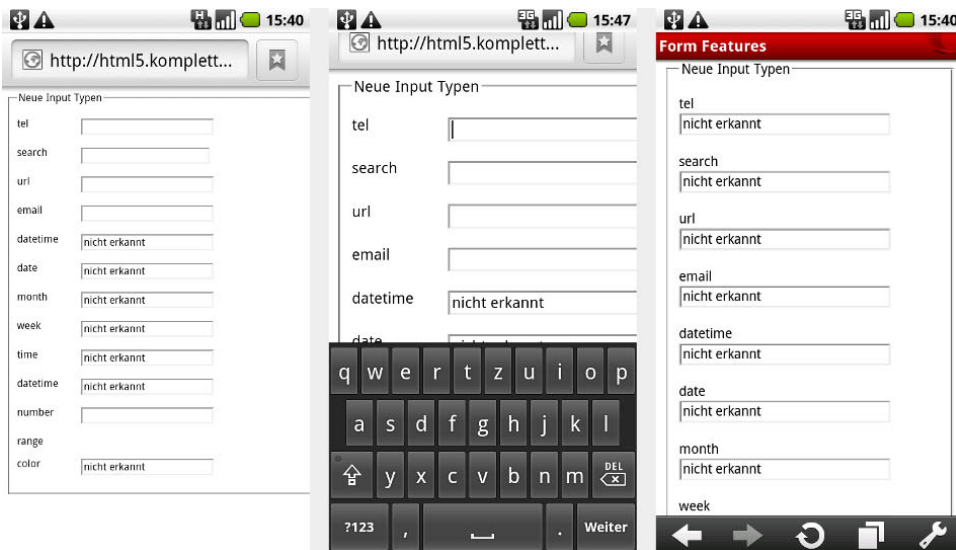 15:40
http://html5.komplett...
Neue Input Typen
tel
search
url
email
datetime nicht erkannt
date nicht erkannt
month nicht erkannt
week nicht erkannt
time nicht erkannt
datetime nicht erkannt
number
range
color nicht erkannt
3G 15:47
http://html5.komplett...
Neue Input Typen
tel
search
url
email
datetime nicht erkannt
date
q w e r t z u i o p
a s d f g h j k l
y x c v b n m DEL
?123 , . Weiter
3G 15:40
Form Features
Neue Input Typen
tel
nicht erkannt
search
nicht erkannt
url
nicht erkannt
email
nicht erkannt
datetime
nicht erkannt
date
nicht erkannt
month
nicht erkannt
week